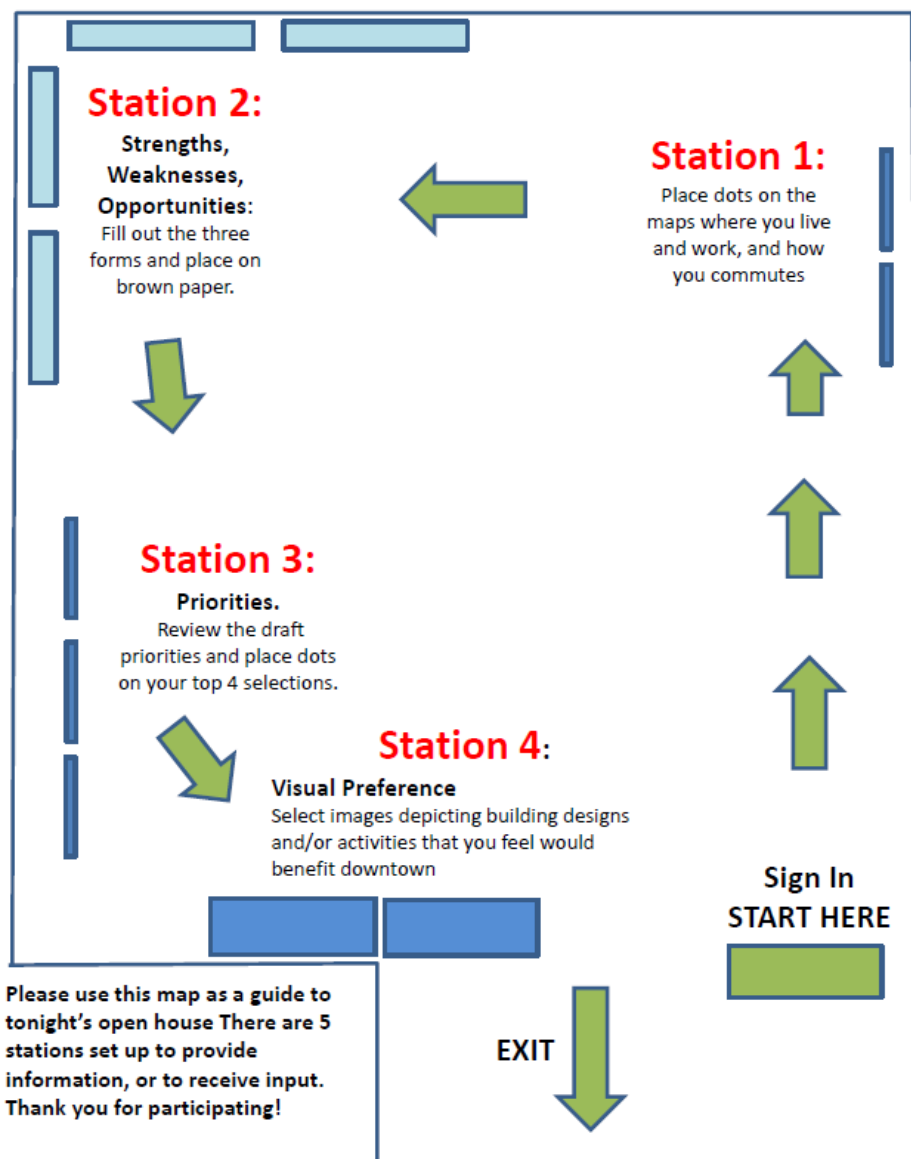 Station 2:
Strengths,
Weaknesses,
Opportunities:
Fill out the three
forms and place on
brown paper.
Station 1:
Place dots on the
maps where you live
and work, and how
you commutes
Station 3:
Priorities.
Review the draft
priorities and place dots
on your top 4 selections.
Station 4:
Visual Preference
Select images depicting building designs
and/or activities that you feel would
benefit downtown
Sign In
START HERE
Please use this map as a guide to
tonight's open house There are 5
stations set up to provide
information, or to receive input.
Thank you for participating!
EXIT